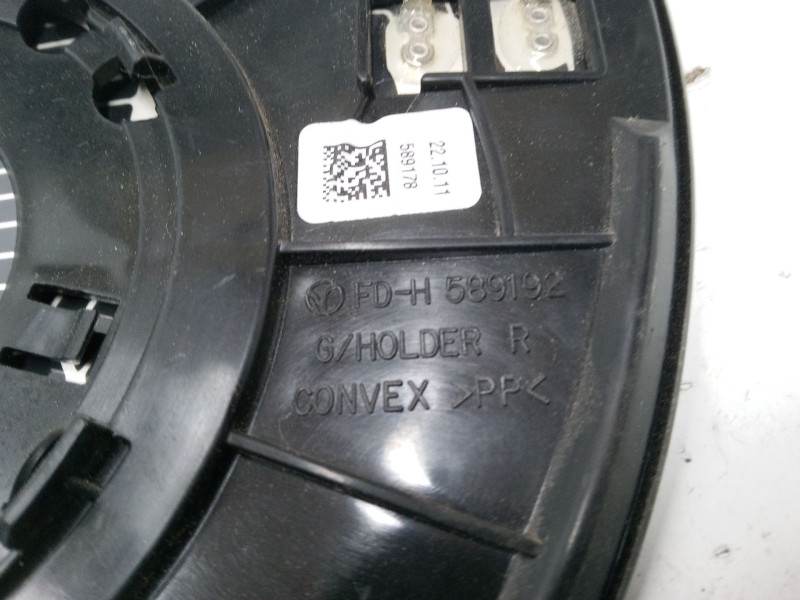 22.10.11
589178
FD-H 589192
G/HOLDER R
CONVEX >PP<